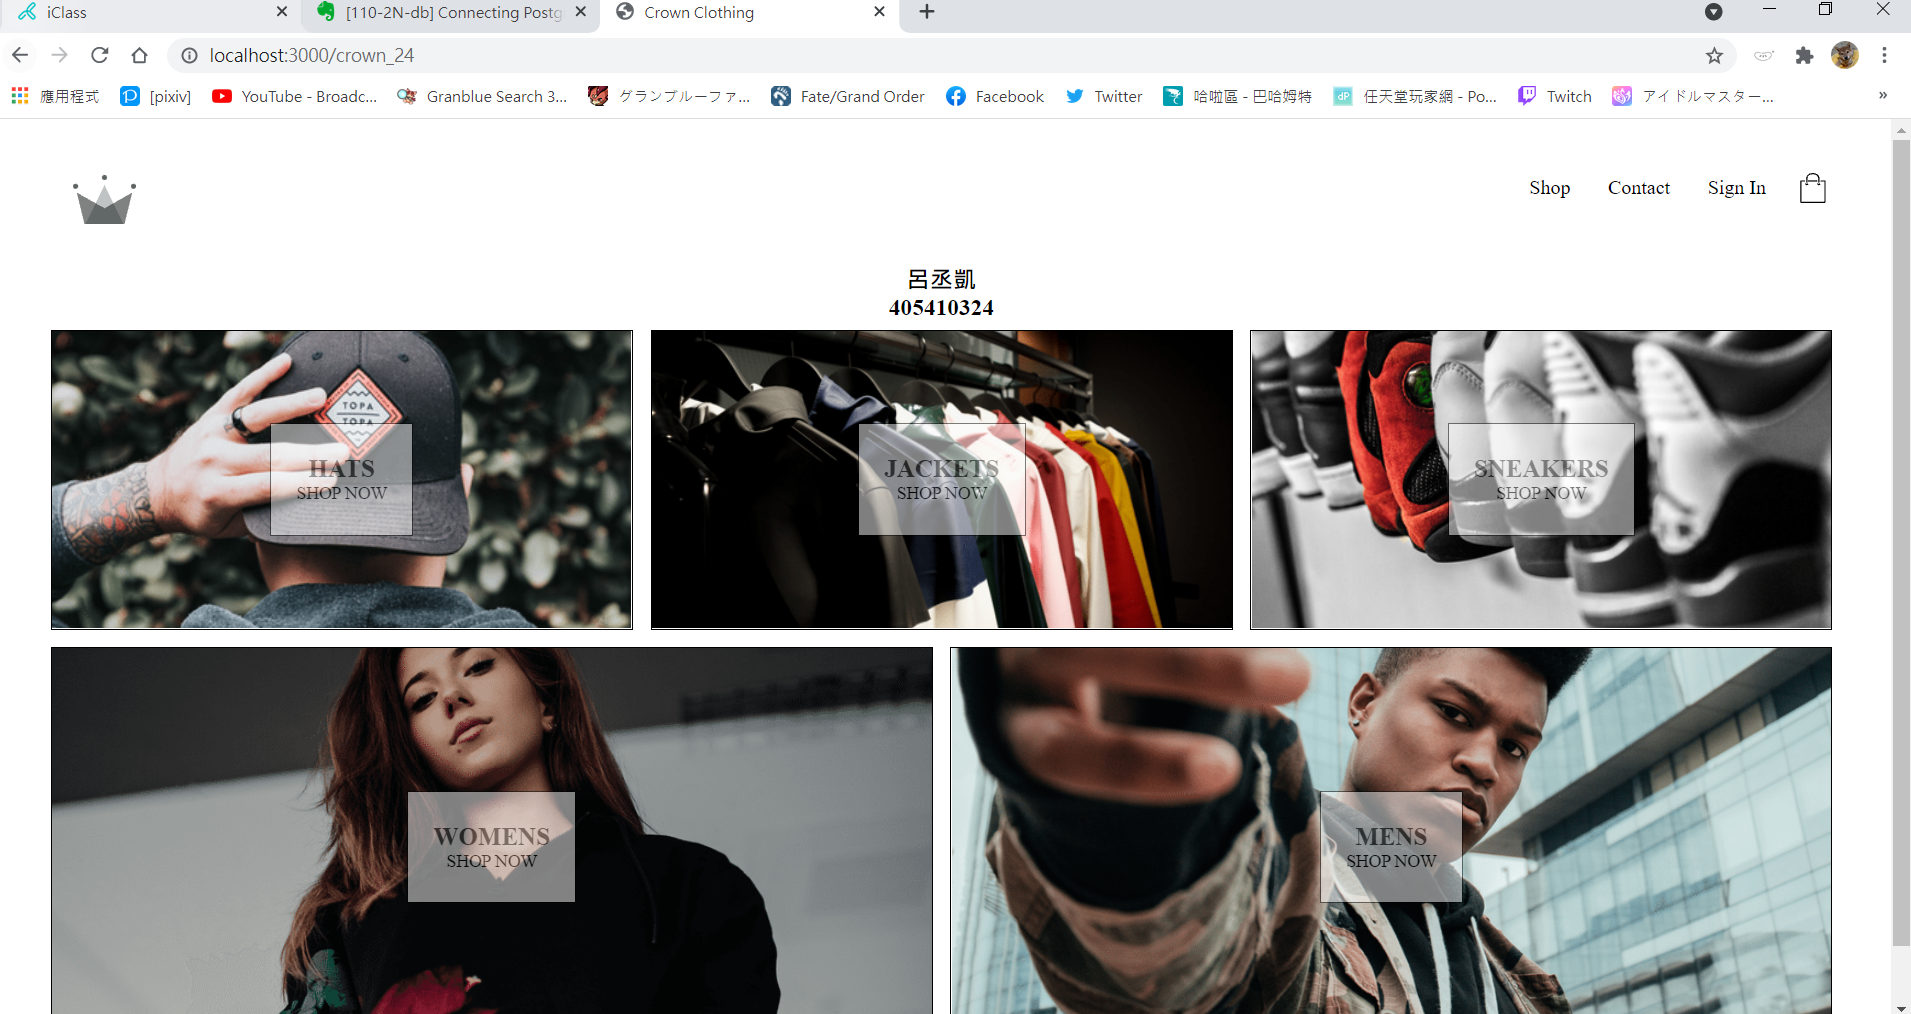 iClass
[110-2N-db] Connecting Postg
Crown Clothing
localhost:3000/crown_24
應用程式
[pixiv]
YouTube - Broadc...
Granblue Search 3...
グランブルーファ...
Fate/Grand Order
Facebook
Twitter
哈啦區 - 巴哈姆特
任天堂玩家網 - Po...
Twitch
アイドルマスター...
»
Shop
Contact
Sign In
呂丞凱
405410324
TOPA
TOPA
HATS
SHOP NOW
JACKETS
SHOP NOW
SNEAKERS
SHOP NOW
WOMENS
SHOP NOW
MENS
SHOP NOW